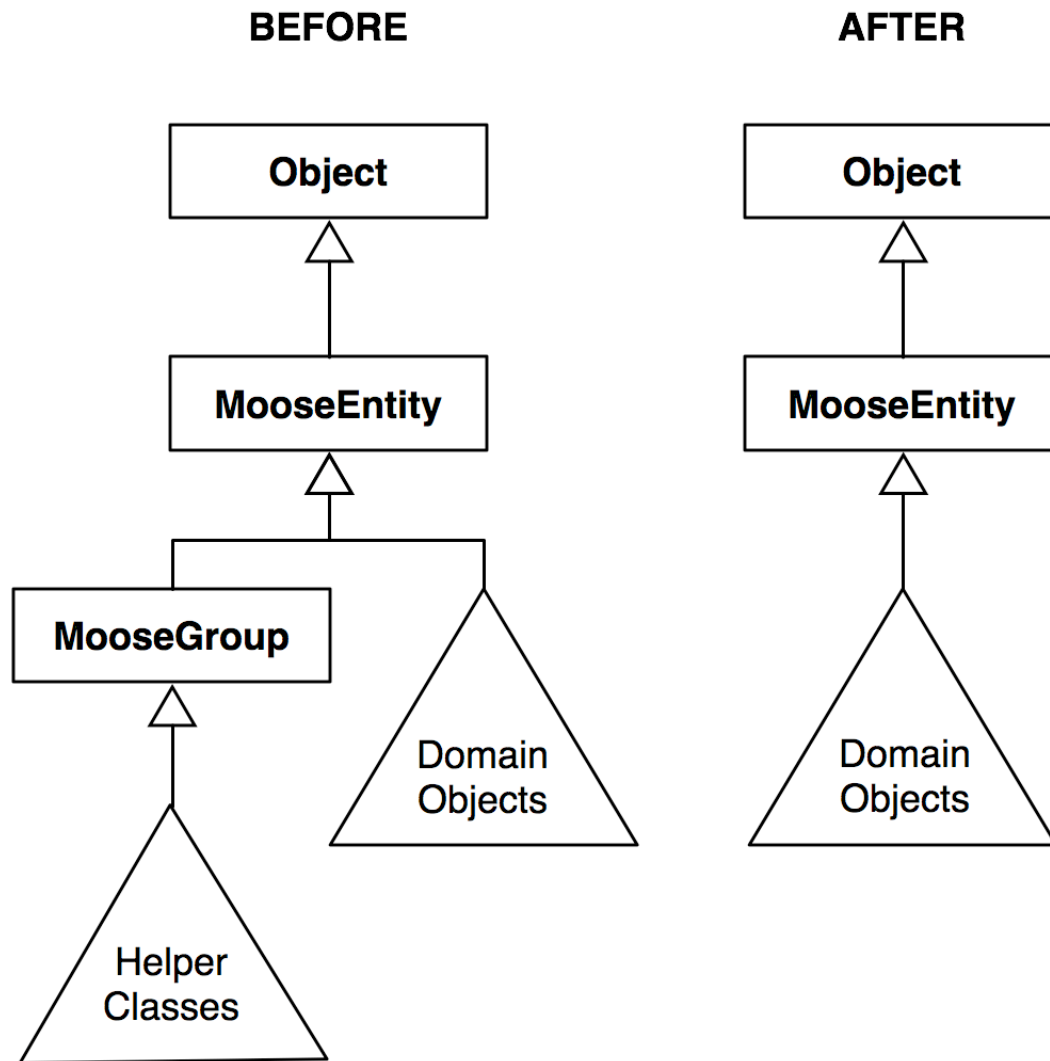 BEFORE
Object
MooseEntity
MooseGroup
Domain
Objects
Helper
Classes
AFTER
Object
MooseEntity
Domain
Objects